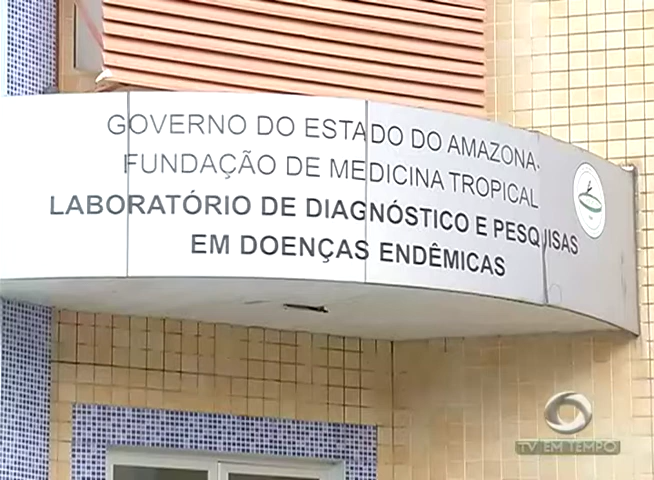 GOVERNO DO ESTADO DO AMAZONA
FUNDAÇÃO DE MEDICINA TROPICAL
LABORATÓRIO DE DIAGNÓSTICO E PESQUISAS
EM DOENÇAS ENDÊMICAS
TV EM TEMPO